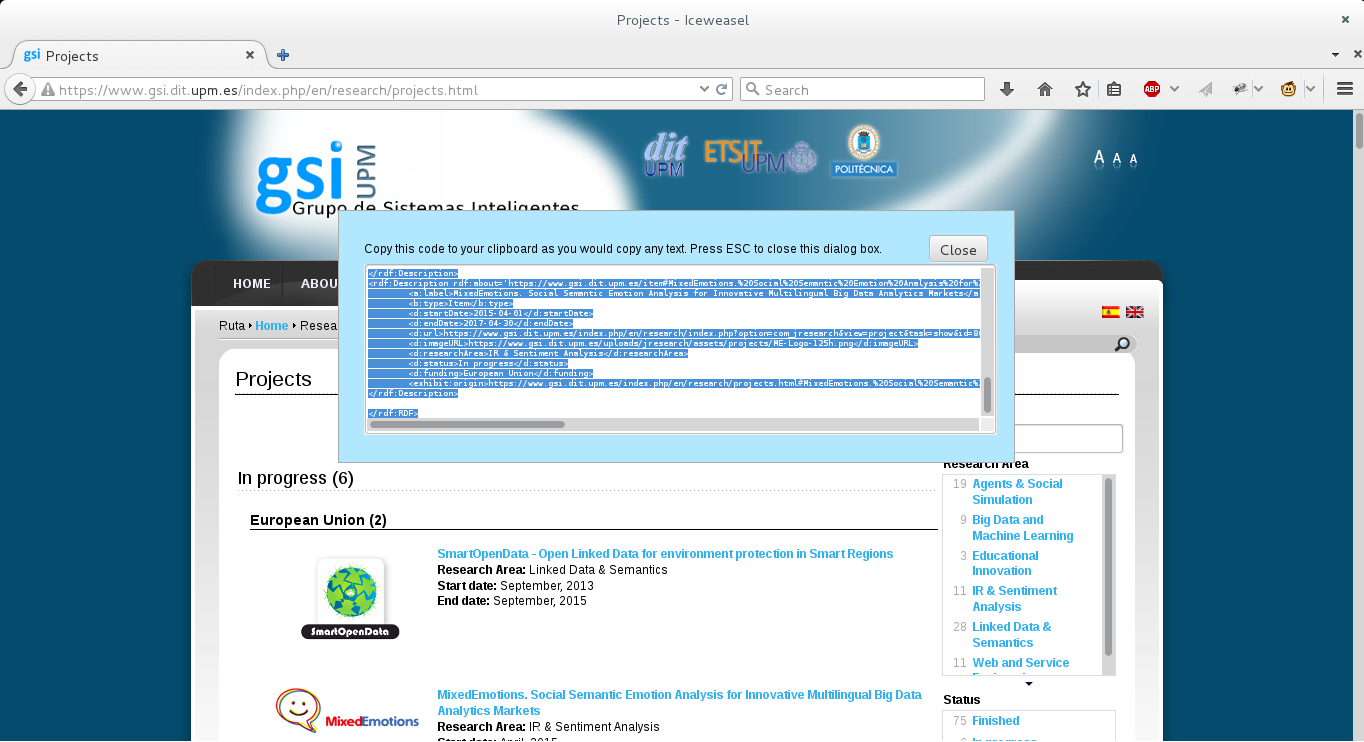 Projects - Iceweasel
gsi Projects
https://www.gsi.dit.upm.es/index.php/en/research/projects.html
Search
ABP
gsi UPM
Grupo de Sistemas Inteligentes
dit UPM
ETSIT UPM
POLITÉCNICA
A A A
Copy this code to your clipboard as you would copy any text. Press ESC to close this dialog box.
Close
</rdf:Description>
<rdf:Description rdf:about='https://www.gsi.dit.upm.es/item#MixedEmotions.%20Social%20Semantic%20Emotion%20Analysis%20for%
<a:label>MixedEmotions. Social Semantic Emotion Analysis for Innovative Multilingual Big Data Analytics Markets</a
<b:type>Item</b:type>
<d:startDate>2015-04-01</d:startDate>
<d:endDate>2017-04-30</d:endDate>
<d:url>https://www.gsi.dit.upm.es/index.php/en/research/index.php?option=com_jresearch&view=project&task=show&id=8
<d:imageURL>https://www.gsi.dit.upm.es/uploads/jresearch/assets/projects/ME-Logo-125h.png</d:imageURL>
<d:researchArea>IR & Sentiment Analysis</d:researchArea>
<d:status>In progress</d:status>
<d:funding>European Union</d:funding>
<exhibit:origin>https://www.gsi.dit.upm.es/index.php/en/research/projects.html#MixedEmotions.%20Social%20Semantic%
</rdf:Description>
</rdf:RDF>
HOME
ABOU
Ruta Home Resea
Projects
In progress (6)
European Union (2)
SmartOpenData
SmartOpenData - Open Linked Data for environment protection in Smart Regions
Research Area: Linked Data & Semantics
Start date: September, 2013
End date: September, 2015
MixedEmotions
MixedEmotions. Social Semantic Emotion Analysis for Innovative Multilingual Big Data
Analytics Markets
Research Area: IR & Sentiment Analysis
Start date: April, 2015
Research Area
19 Agents & Social
Simulation
9 Big Data and
Machine Learning
3 Educational
Innovation
11 IR & Sentiment
Analysis
28 Linked Data &
Semantics
11 Web and Service
Status
75 Finished
In progress